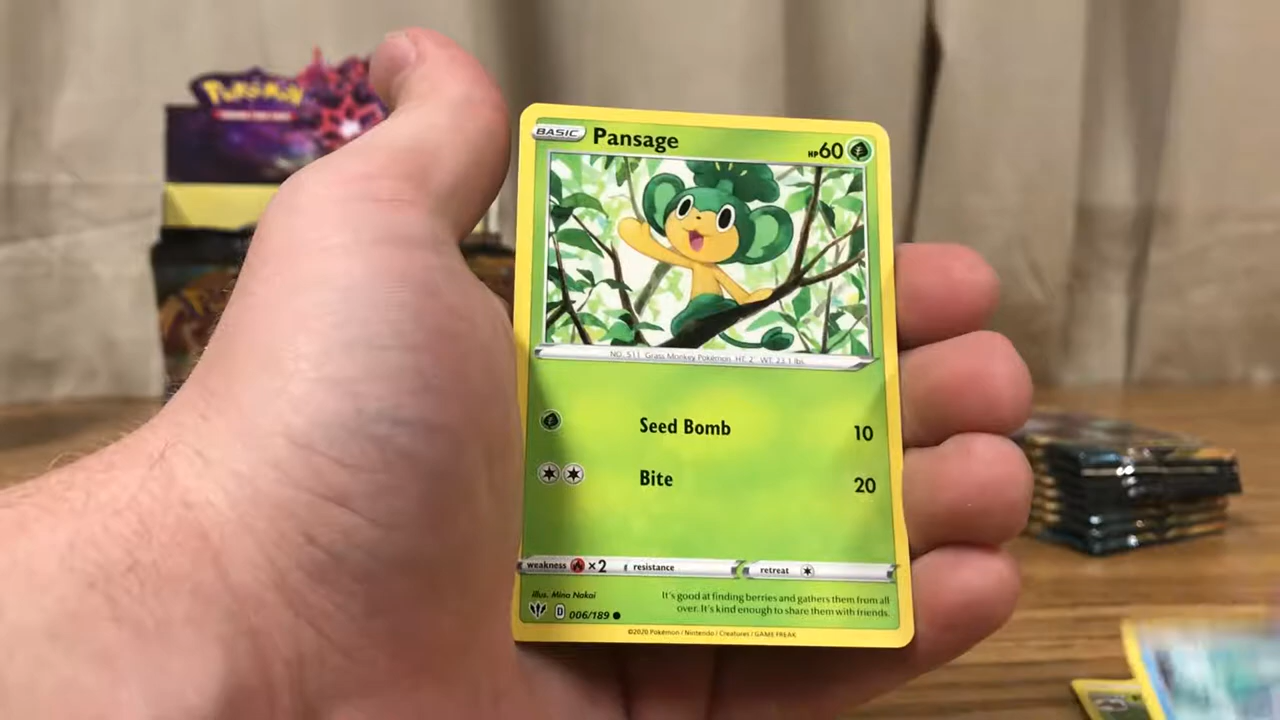 Pokémon
BASIC Pansage HP 60
NO. 511 Grass Monkey Pokémon HT: 2' WT: 23.1 lbs.
Seed Bomb 10
Bite 20
weakness ×2 resistance retreat
illus. Mina Nakai
It's good at finding berries and gathers them from all
over. It's kind enough to share them with friends.
D 006/189
©2020 Pokémon / Nintendo / Creatures / GAME FREAK